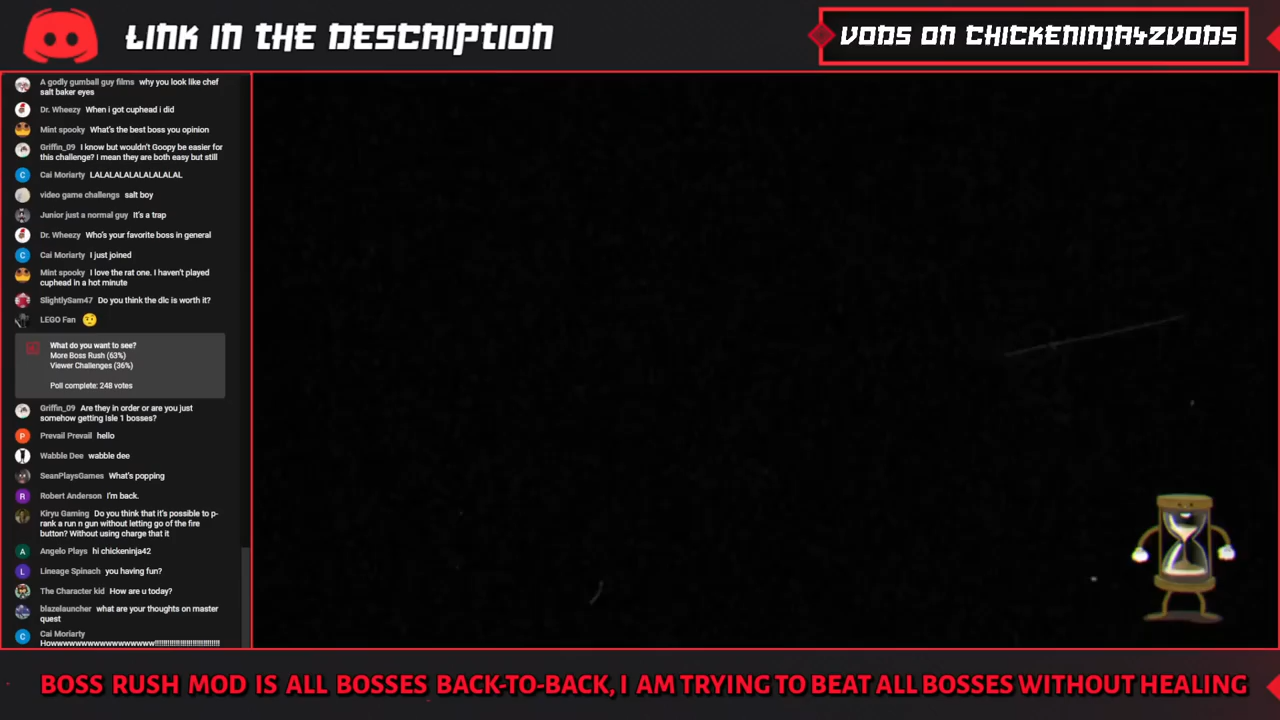 LINK IN THE DESCRIPTION
VODS ON CHICKENINJA42VODS
A godly gumball guy films why you look like chef
salt baker eyes
Dr. Wheezy When i got cuphead i did
Mint spooky What's the best boss you opinion
Griffin_09 I know but wouldn't Goopy be easier for
this challenge? I mean they are both easy but still
Cai Moriarty LALALALALALALALALAL
video game challengs salt boy
Junior just a normal guy It's a trap
Dr. Wheezy Who's your favorite boss in general
Cai Moriarty I just joined
Mint spooky I love the rat one. I haven't played
cuphead in a hot minute
SlightlySam47 Do you think the dlc is worth it?
LEGO Fan 🤨
What do you want to see?
More Boss Rush (63%)
Viewer Challenges (36%)
Poll complete: 248 votes
Griffin_09 Are they in order or are you just
somehow getting Isle 1 bosses?
P Prevail Prevail hello
Wabble Dee wabble dee
SeanPlaysGames What's popping
R Robert Anderson I'm back.
Kiryu Gaming Do you think that it's possible to p-
rank a run n gun without letting go of the fire
button? Without using charge that it
A Angelo Plays hi chickeninja42
L Lineage Spinach you having fun?
The Character kid How are u today?
blazelauncher what are your thoughts on master
quest
C Cai Moriarty
BOSS RUSH MOD IS ALL BOSSES BACK-TO-BACK, I AM TRYING TO BEAT ALL BOSSES WITHOUT HEALING